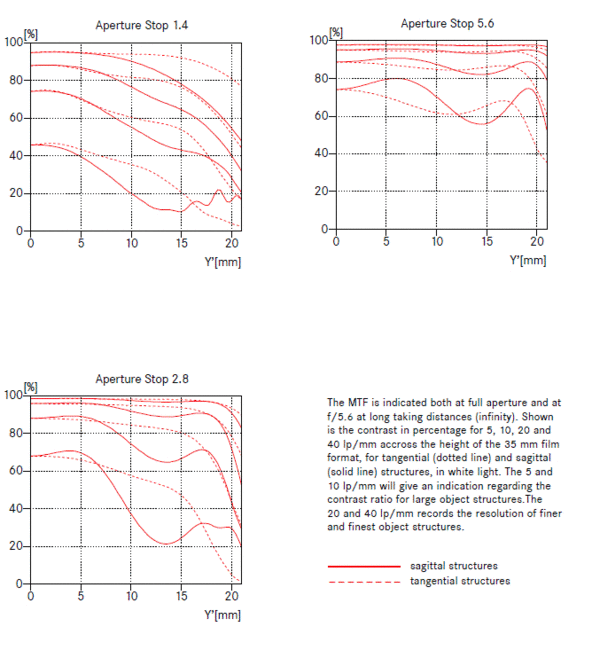 Aperture Stop 1.4
[%]
100
80
60
40
20
0
0 5 10 15 20
Y'[mm]
Aperture Stop 5.6
[%]
100
80
60
40
20
0
0 5 10 15 20
Y'[mm]
Aperture Stop 2.8
[%]
100
80
60
40
20
0
0 5 10 15 20
Y'[mm]
The MTF is indicated both at full aperture and at
f/5.6 at long taking distances (infinity). Shown
is the contrast in percentage for 5, 10, 20 and
40 lp/mm accross the height of the 35 mm film
format, for tangential (dotted line) and sagittal
(solid line) structures, in white light. The 5 and
10 lp/mm will give an indication regarding the
contrast ratio for large object structures.The
20 and 40 lp/mm records the resolution of finer
and finest object structures.
sagittal structures
tangential structures